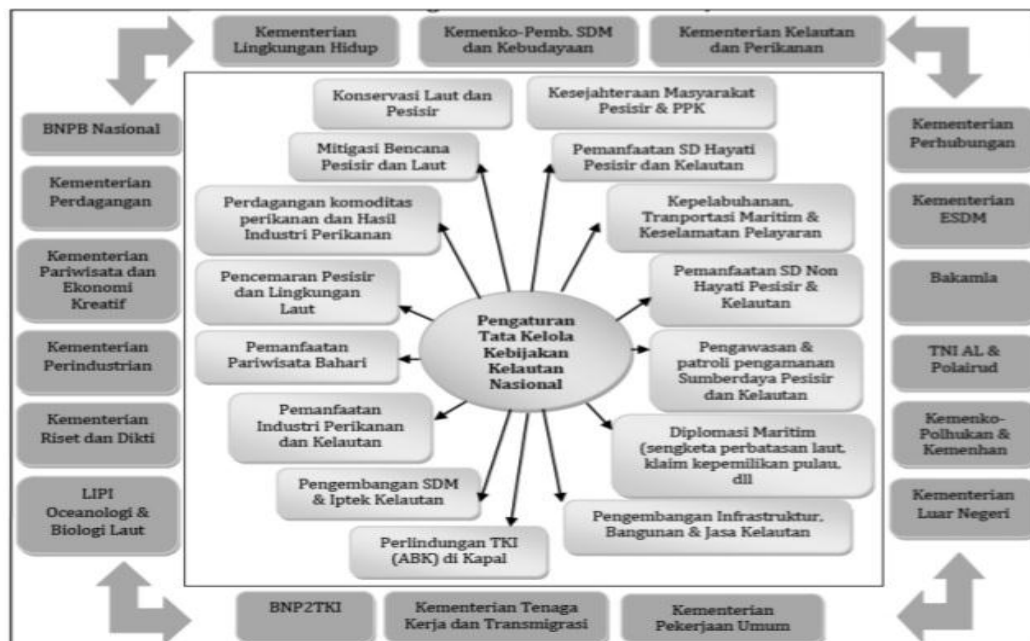 Kementerian
Lingkungan Hidup
Kemenko-Pemb. SDM
dan Kebudayaan
Kementerian Kelautan
dan Perikanan
BNPB Nasional
Kementerian
Perdagangan
Kementerian
Pariwisata dan
Ekonomi
Kreatif
Kementerian
Perindustrian
Kementerian
Riset dan Dikti
LIPI
Oceanologi &
Biologi Laut
Konservasi Laut dan
Pesisir
Mitigasi Bencana
Pesisir dan Laut
Perdagangan komoditas
perikanan dan Hasil
Industri Perikanan
Pencemaran Pesisir
dan Lingkungan
Laut
Pemanfaatan
Pariwisata Bahari
Pemanfaatan
Industri Perikanan
dan Kelautan
Pengembangan SDM
& Iptek Kelautan
Perlindungan TKI
(ABK) di Kapal
Pengaturan
Tata Kelola
Kebijakan
Kelautan
Nasional
Kesejahteraan Masyarakat
Pesisir & PPK
Pemanfaatan SD Hayati
Pesisir dan Kelautan
Kepelabuhanan,
Tranportasi Maritim &
Keselamatan Pelayaran
Pemanfaatan SD Non
Hayati Pesisir &
Kelautan
Pengawasan &
patroli pengamanan
Sumberdaya Pesisir
dan Kelautan
Diplomasi Maritim
(sengketa perbatasan laut,
klaim kepemilikan pulau,
dll
Pengembangan Infrastruktur,
Bangunan & Jasa Kelautan
Kementerian
Perhubungan
Kementerian
ESDM
Bakamla
TNI AL &
Polairud
Kemenko-
Polhukan &
Kemenhan
Kementerian
Luar Negeri
BNP2TKI
Kementerian Tenaga
Kerja dan Transmigrasi
Kementerian
Pekerjaan Umum